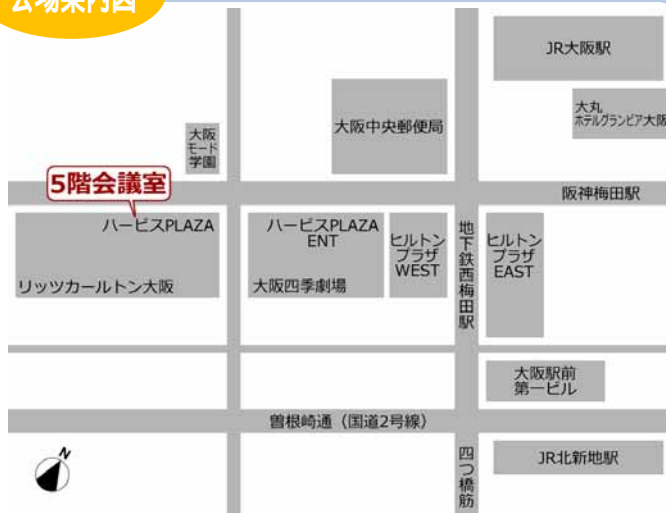 会場案内図
JR大阪駅
大丸
ホテルグランビア大阪
大阪中央郵便局
大阪
モード
学園
5階会議室
阪神梅田駅
ハービスPLAZA
リッツカールトン大阪
ハービスPLAZA
ENT
大阪四季劇場
ヒルトン
プラザ
WEST
地下鉄西梅田駅
ヒルトン
プラザ
EAST
大阪駅前
第一ビル
曽根崎通（国道2号線）
四つ橋筋
JR北新地駅
N